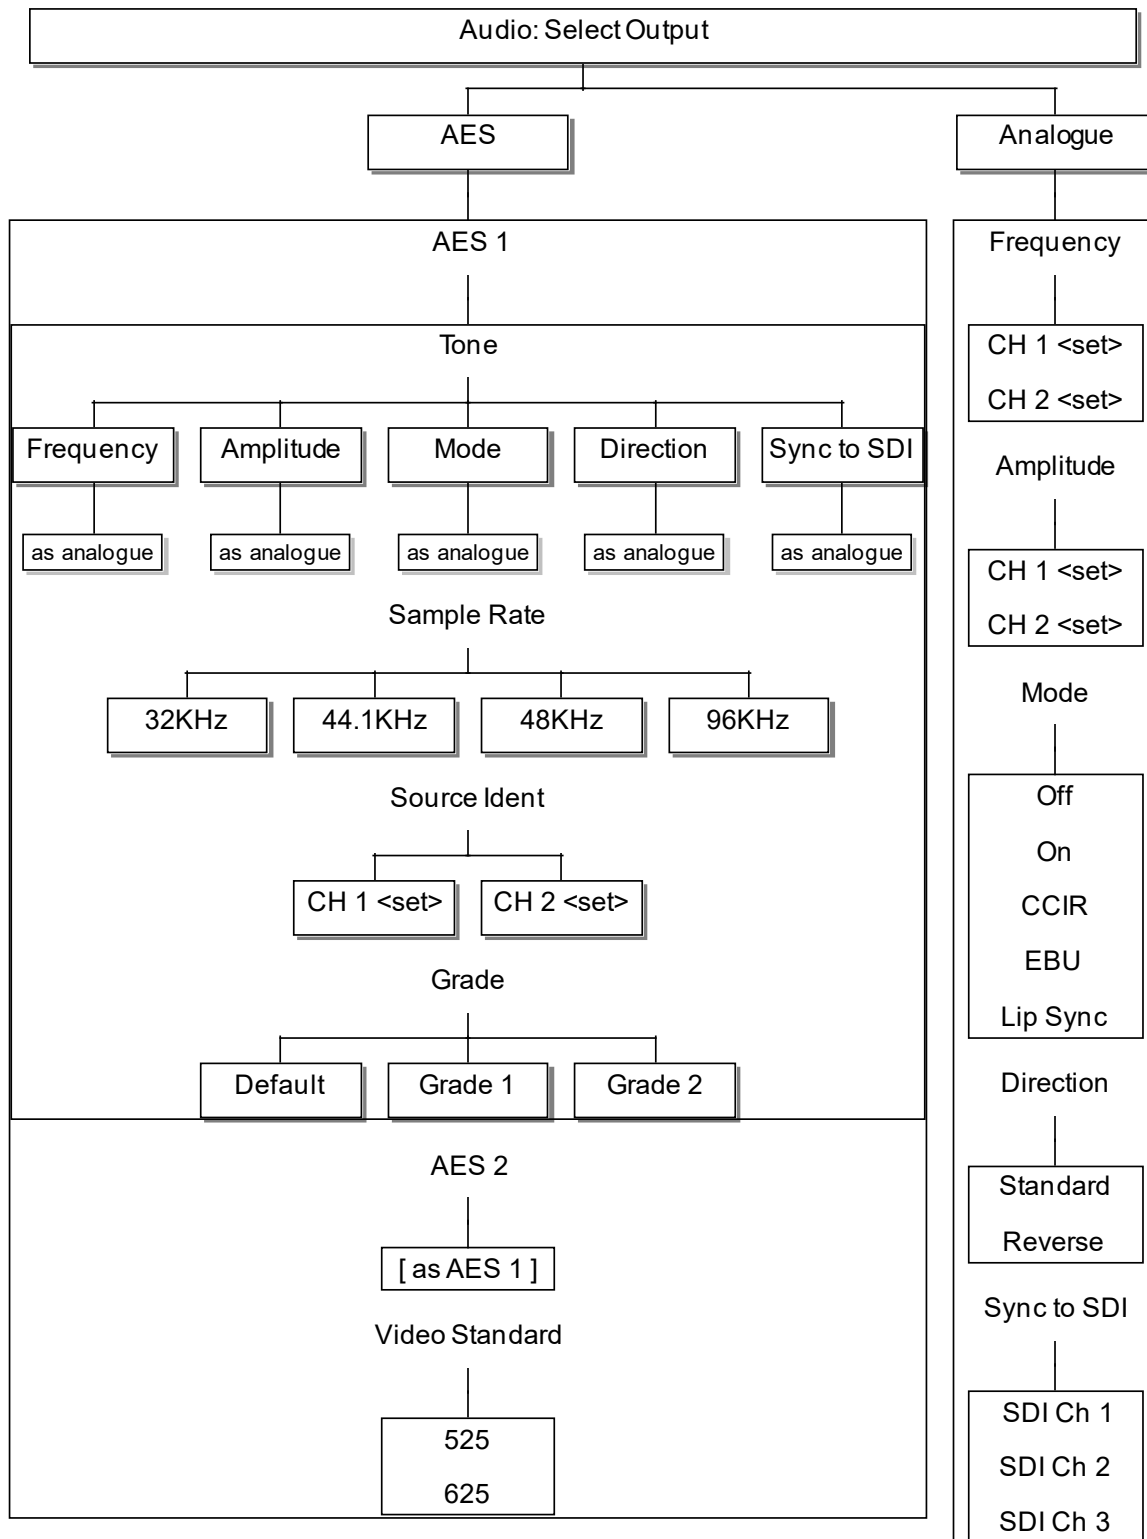 Audio: Select Output
AES
Analogue
AES 1
Tone
Frequency
Amplitude
Mode
Direction
Sync to SDI
as analogue
as analogue
as analogue
as analogue
as analogue
Sample Rate
32KHz
44.1KHz
48KHz
96KHz
Source Ident
CH 1 <set>
CH 2 <set>
Grade
Default
Grade 1
Grade 2
AES 2
[ as AES 1 ]
Video Standard
525
625
Frequency
CH 1 <set>
CH 2 <set>
Amplitude
CH 1 <set>
CH 2 <set>
Mode
Off
On
CCIR
EBU
Lip Sync
Direction
Standard
Reverse
Sync to SDI
SDI Ch 1
SDI Ch 2
SDI Ch 3